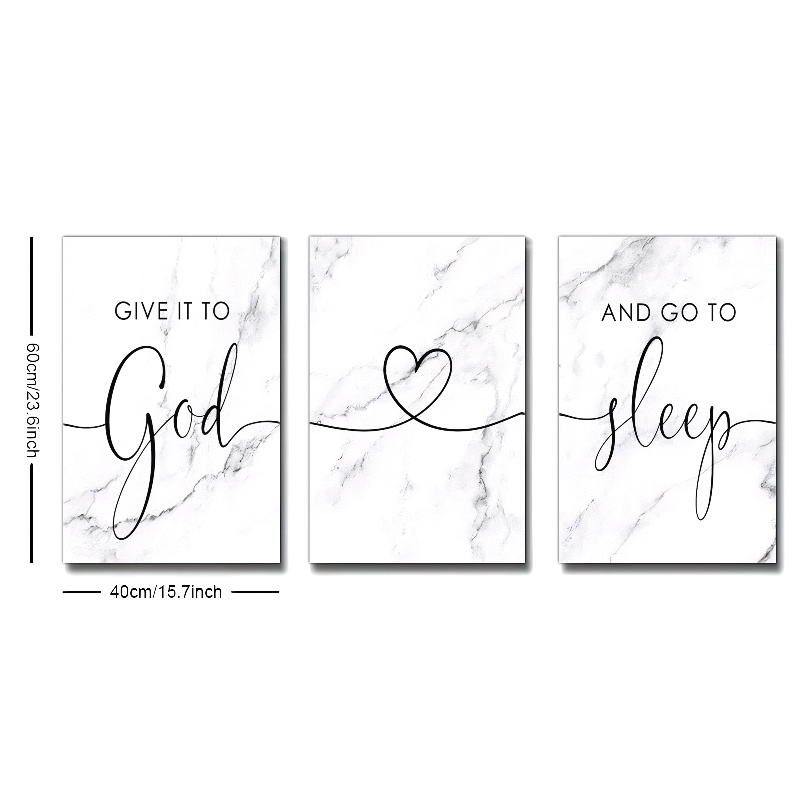 GIVE IT TO
God
AND GO TO
sleep
60cm/23.6inch
40cm/15.7inch